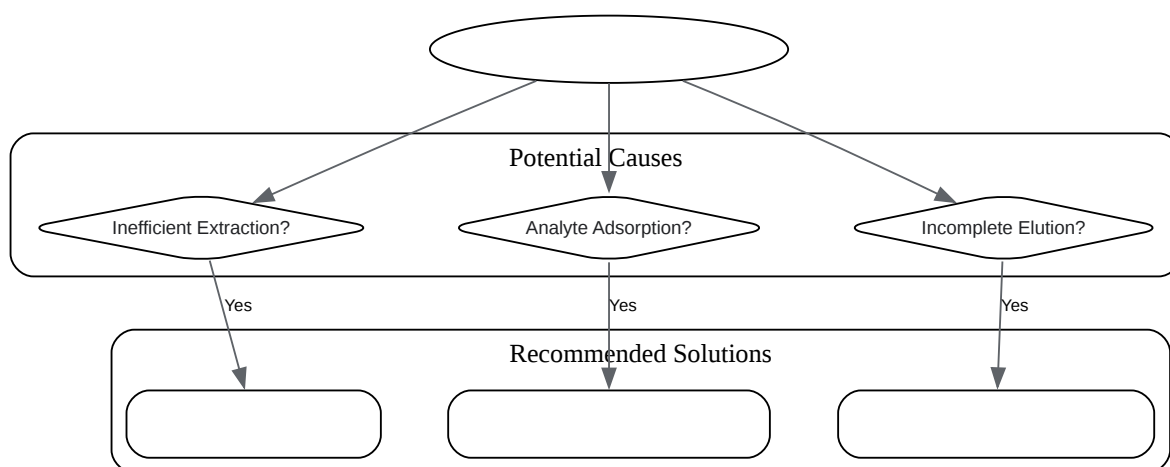 Potential Causes
Inefficient Extraction?
Analyte Adsorption?
Incomplete Elution?
Yes
Yes
Yes
Recommended Solutions